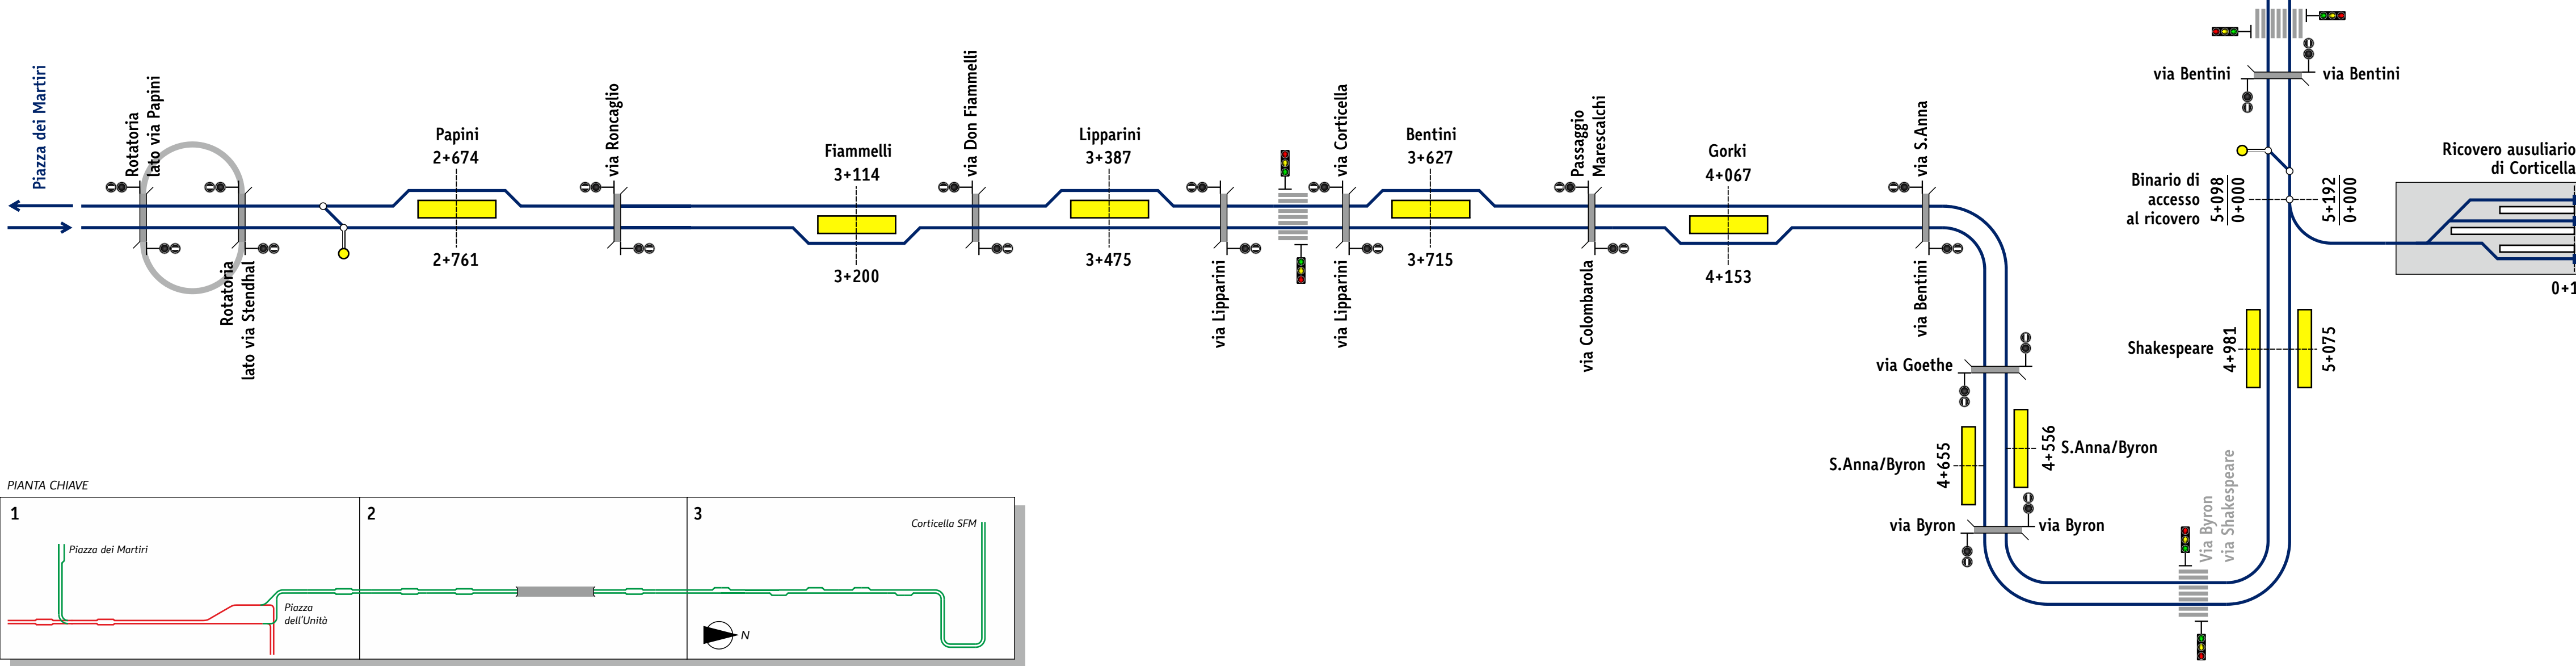 Piazza dei Martiri
Rotatoria
lato via Papini
Rotatoria
lato via Stendhal
Papini
2+674
2+761
via Roncaglio
Fiammelli
3+114
3+200
via Don Fiammelli
Lipparini
3+387
3+475
via Lipparini
via Corticella
via Lipparini
Bentini
3+627
3+715
Passaggio
Marescalchi
via Colombarola
Gorki
4+067
4+153
via S.Anna
via Bentini
via Goethe
S.Anna/Byron
4+655
4+556
S.Anna/Byron
via Byron
via Byron
Via Byron
via Shakespeare
Shakespeare
4+981
5+075
Binario di
accesso
al ricovero
5+098
0+000
5+192
0+000
via Bentini
via Bentini
Ricovero ausuliario
di Corticella
0+1
PIANTA CHIAVE
1
Piazza dei Martiri
Piazza
dell'Unità
2
3
Corticella SFM
N